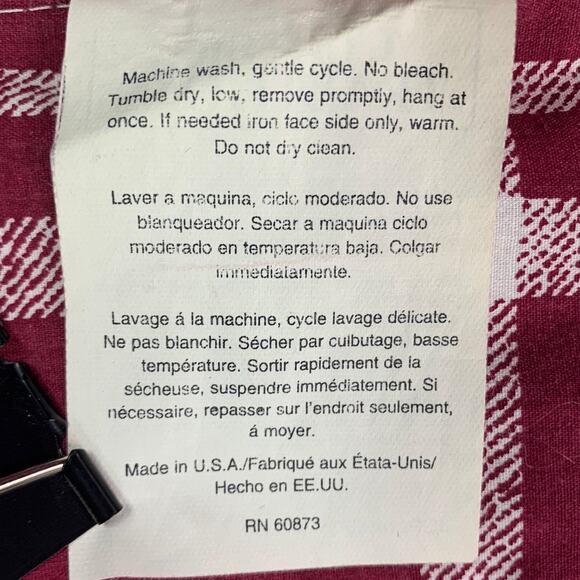 Machine wash, gentle cycle. No bleach.
Tumble dry, low, remove promptly, hang at
once. If needed iron face side only, warm.
Do not dry clean.
Laver a maquina, ciclo moderado. No use
blanqueador. Secar a maquina ciclo
moderado en temperatura baja. Colgar
immediatamente.
Lavage á la machine, cycle lavage délicate.
Ne pas blanchir. Sécher par culbutage, basse
température. Sortir rapidement de la
sécheuse, suspendre immédiatement. Si
nécessaire, repasser sur l'endroit seulement,
á moyer.
Made in U.S.A./Fabriqué aux État-Unis/
Hecho en EE.UU.
RN 60873